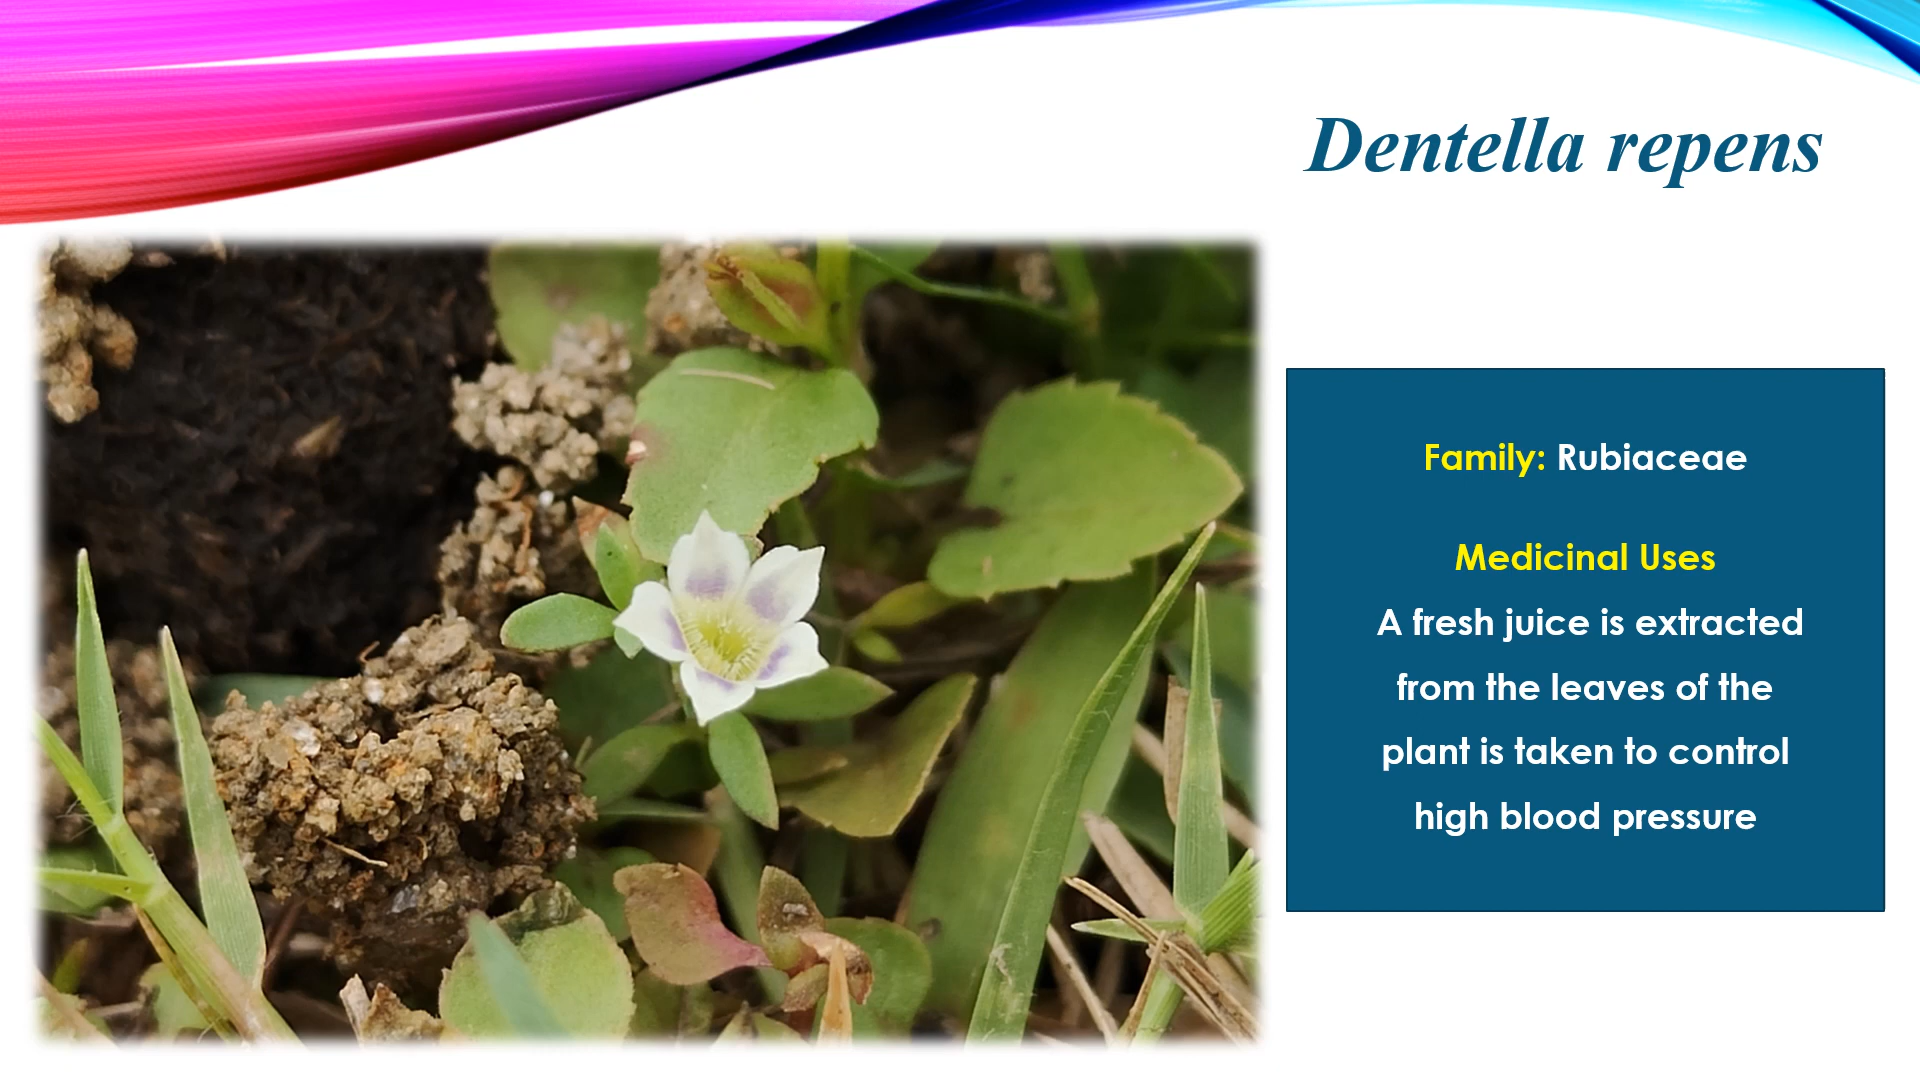 Dentella repens
Family: Rubiaceae
Medicinal Uses
A fresh juice is extracted
from the leaves of the
plant is taken to control
high blood pressure